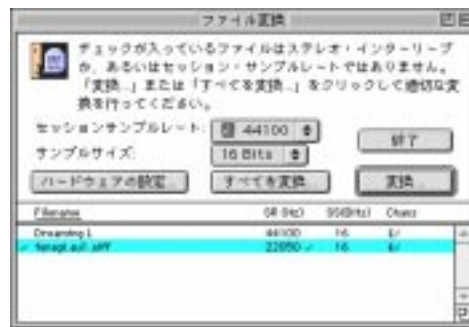 ファイル変換
チェックが入っているファイルはステレオ・インターリーブ
か、あるいはセッション・サンプルレートではありません。
「変換...」または「すべてを変換...」をクリックして適切な変
換を行ってください。
セッションサンプルレート: 44100
終了
サンプルサイズ: 16 Bits
ハードウェアの設定... すべてを変換 変換...
Filename SR (Hz) SS(Bits) Chans
Dreaming L 44100 16
22050 16